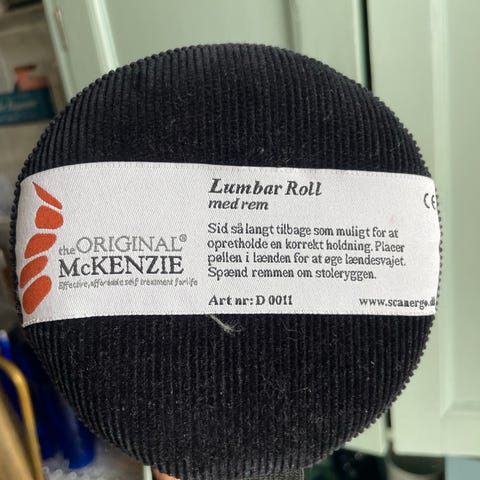 the ORIGINAL®
McKENZIE
Effective, affordable self treatment for life
Lumbar Roll
med rem
Sid så langt tilbage som muligt for at
opretholde en korrekt holdning. Placer
pøllen i lænden for at øge lændesvajet.
Spænd remmen om stoleryggen.
Art nr: D 0011
www.scanergo.d
CE